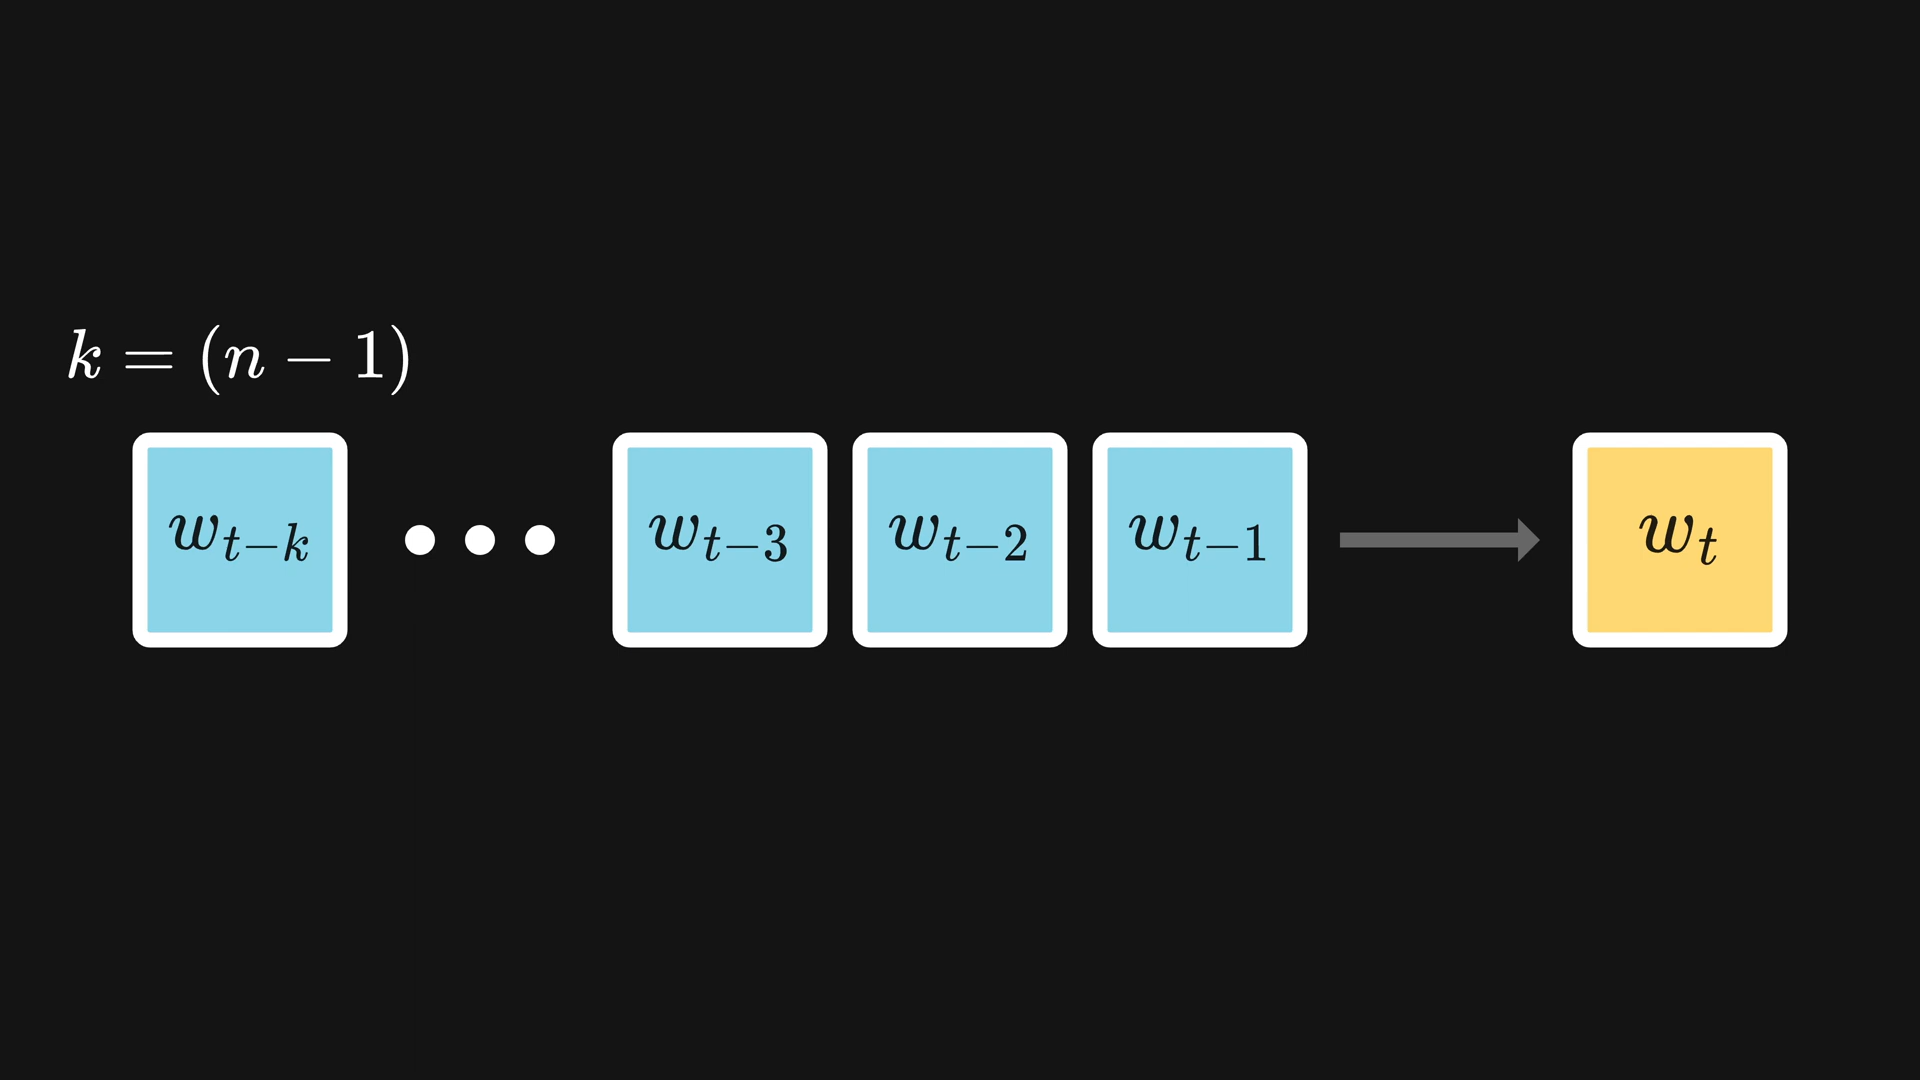 k = (n − 1)
w_{t−k} w_{t−3} w_{t−2} w_{t−1} w_t